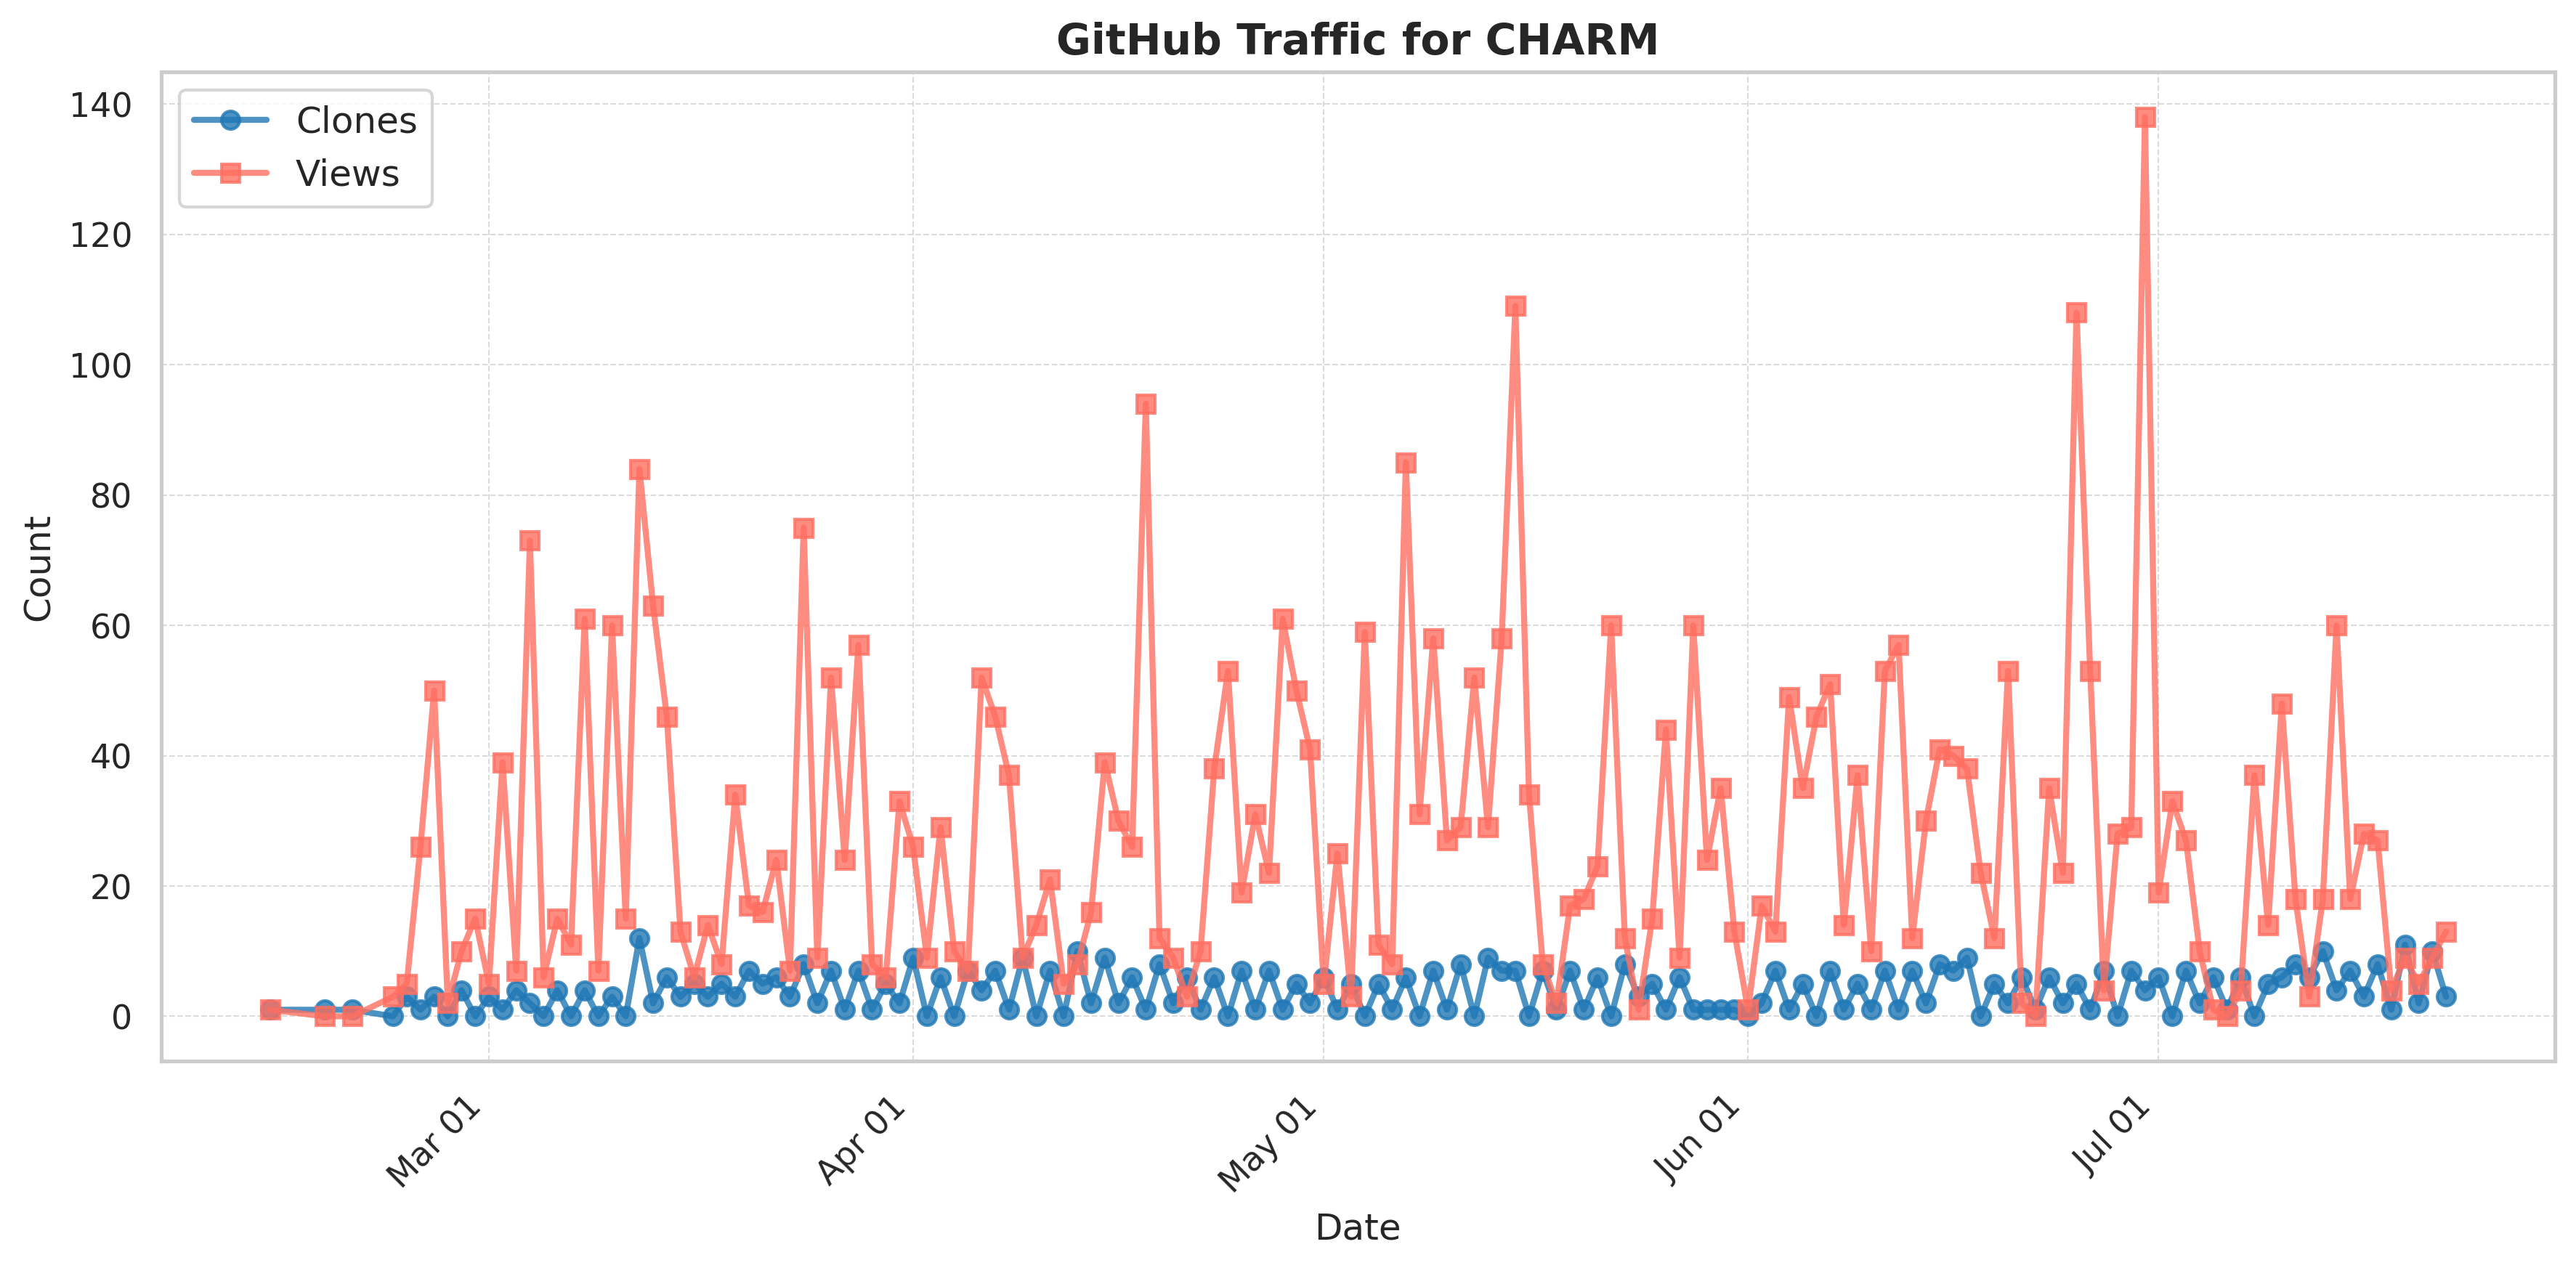 GitHub Traffic for CHARM
Clones
Views
140
120
100
80
60
40
20
0
Count
Mar 01
Apr 01
May 01
Jun 01
Jul 01
Date